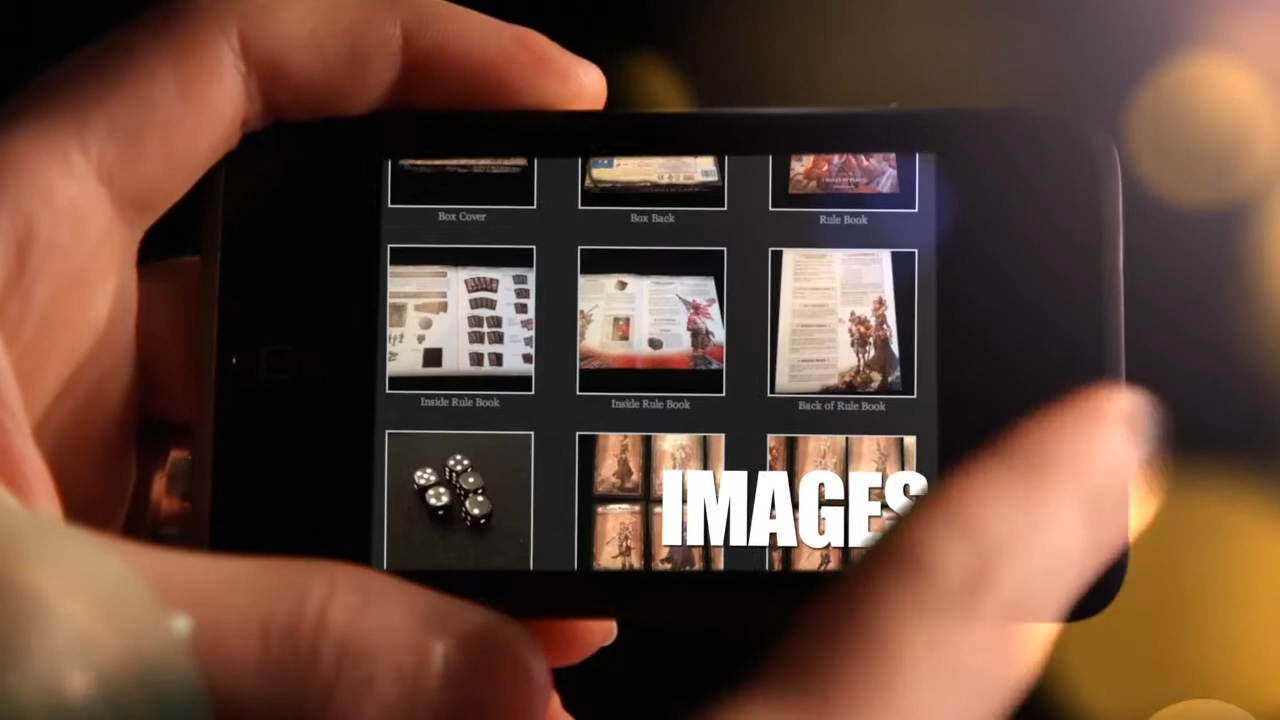 Box Cover
Box Back
Rule Book
Inside Rule Book
Inside Rule Book
Back of Rule Book
IMAGES